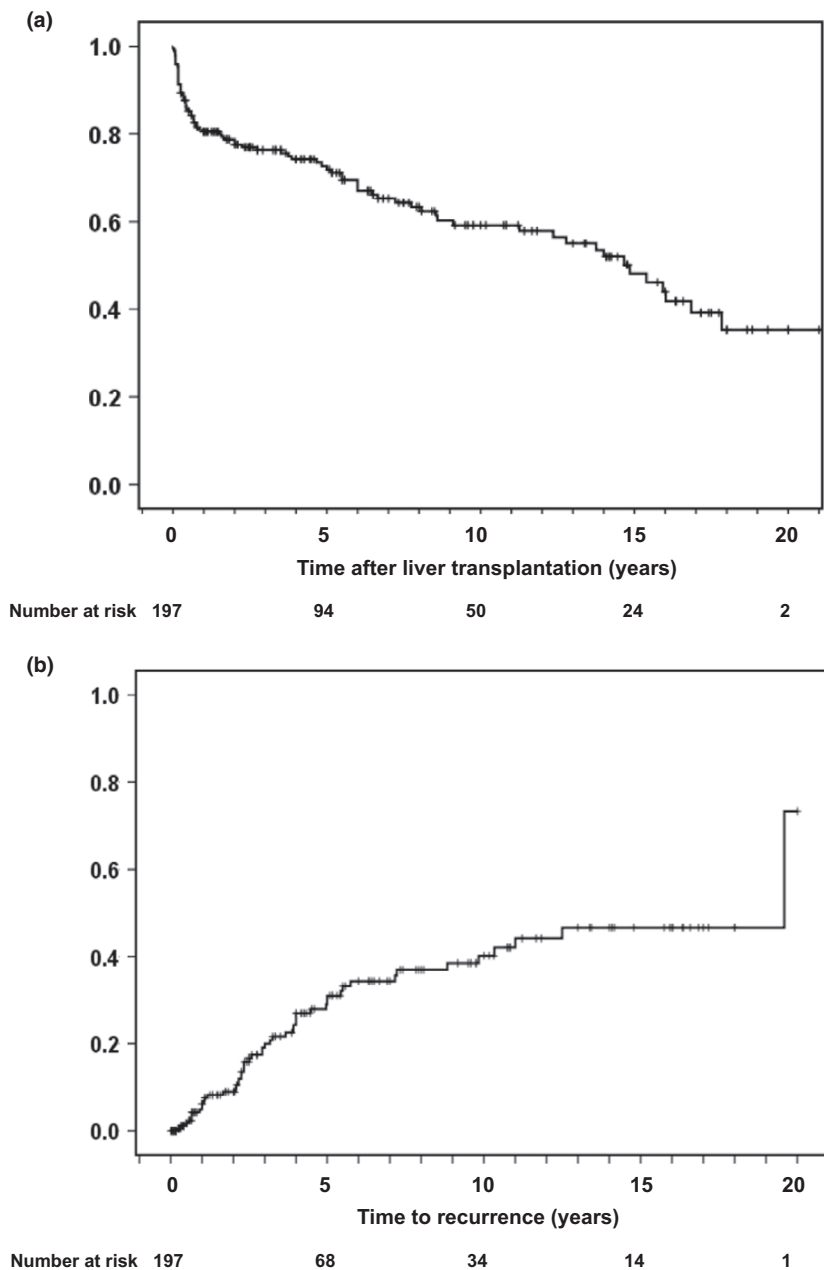 (a)
1.0
0.8
0.6
0.4
0.2
0.0
0 5 10 15 20
Time after liver transplantation (years)
Number at risk 197 94 50 24 2
(b)
1.0
0.8
0.6
0.4
0.2
0.0
0 5 10 15 20
Time to recurrence (years)
Number at risk 197 68 34 14 1